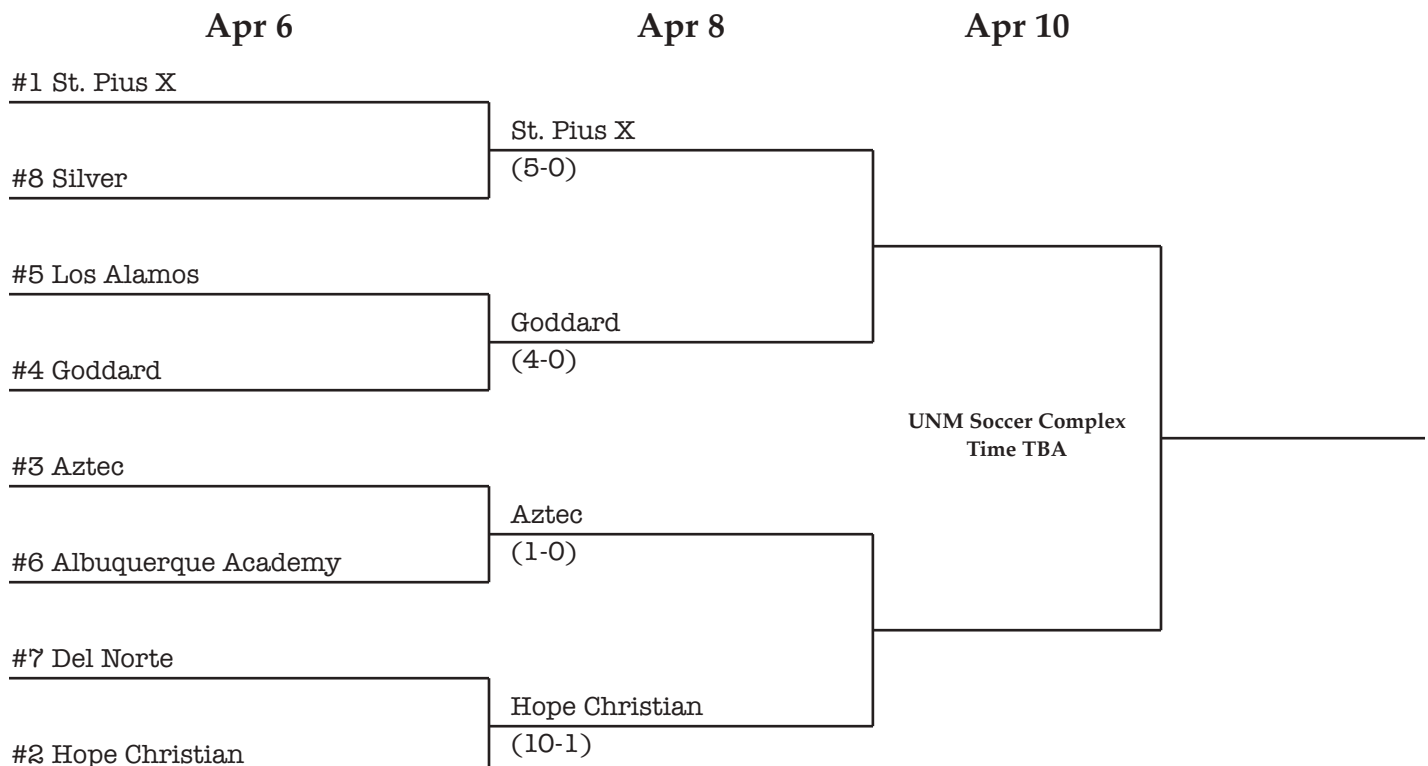 Apr 6 Apr 8 Apr 10
#1 St. Pius X
St. Pius X
(5-0)
#8 Silver
#5 Los Alamos
Goddard
(4-0)
#4 Goddard
UNM Soccer Complex
Time TBA
#3 Aztec
Aztec
(1-0)
#6 Albuquerque Academy
#7 Del Norte
Hope Christian
(10-1)
#2 Hope Christian